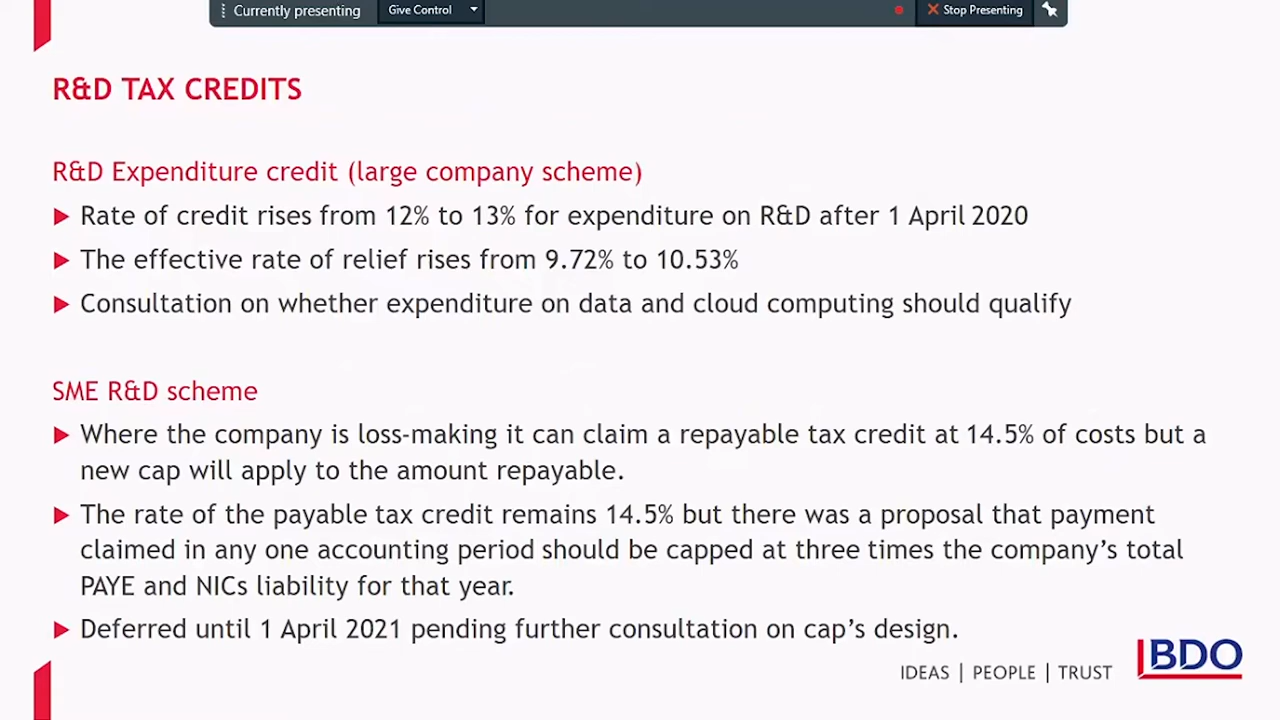 Currently presenting
Give Control
Stop Presenting
R&D TAX CREDITS
R&D Expenditure credit (large company scheme)
Rate of credit rises from 12% to 13% for expenditure on R&D after 1 April 2020
The effective rate of relief rises from 9.72% to 10.53%
Consultation on whether expenditure on data and cloud computing should qualify
SME R&D scheme
Where the company is loss-making it can claim a repayable tax credit at 14.5% of costs but a
new cap will apply to the amount repayable.
The rate of the payable tax credit remains 14.5% but there was a proposal that payment
claimed in any one accounting period should be capped at three times the company’s total
PAYE and NICs liability for that year.
Deferred until 1 April 2021 pending further consultation on cap’s design.
IDEAS | PEOPLE | TRUST
BDO